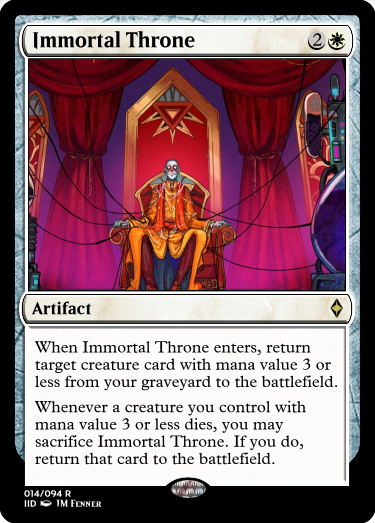 Immortal Throne 2
Artifact
When Immortal Throne enters, return
target creature card with mana value 3 or
less from your graveyard to the battlefield.
Whenever a creature you control with
mana value 3 or less dies, you may
sacrifice Immortal Throne. If you do,
return that card to the battlefield.
014/094 R
IID JM FENNER